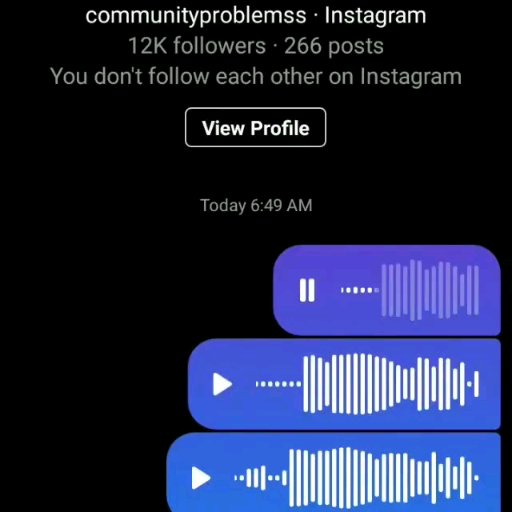 communityproblemss · Instagram
12K followers · 266 posts
You don't follow each other on Instagram
View Profile
Today 6:49 AM